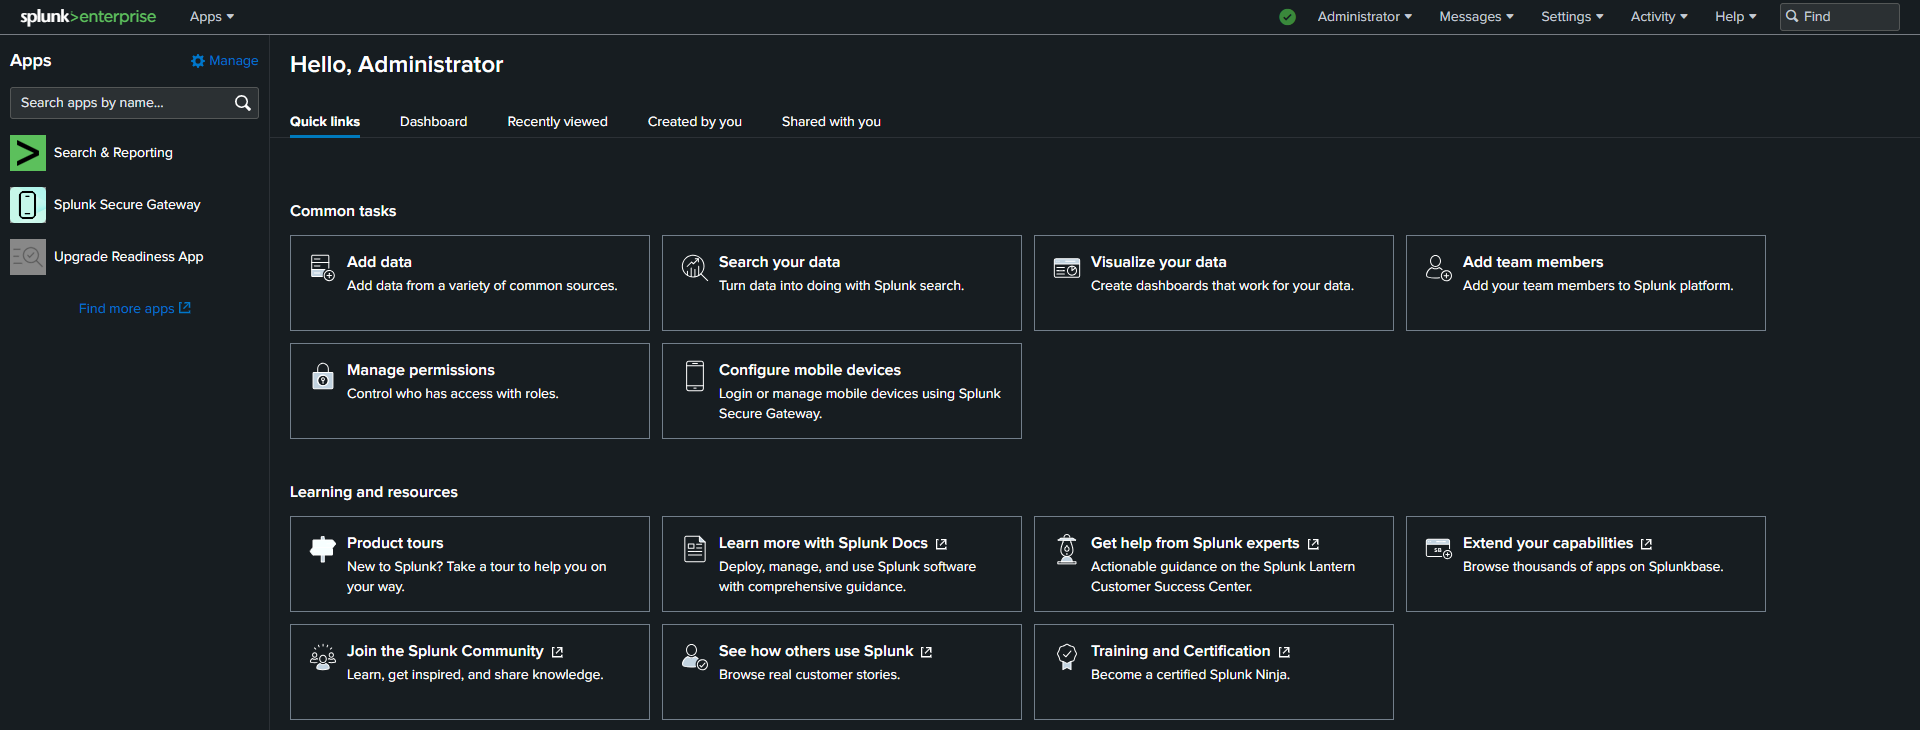 splunk>enterprise
Apps
Administrator
Messages
Settings
Activity
Help
Find
Apps
Manage
Search apps by name...
Search & Reporting
Splunk Secure Gateway
Upgrade Readiness App
Find more apps
Hello, Administrator
Quick links
Dashboard
Recently viewed
Created by you
Shared with you
Common tasks
Add data
Add data from a variety of common sources.
Search your data
Turn data into doing with Splunk search.
Visualize your data
Create dashboards that work for your data.
Add team members
Add your team members to Splunk platform.
Manage permissions
Control who has access with roles.
Configure mobile devices
Login or manage mobile devices using Splunk
Secure Gateway.
Learning and resources
Product tours
New to Splunk? Take a tour to help you on
your way.
Learn more with Splunk Docs
Deploy, manage, and use Splunk software
with comprehensive guidance.
Get help from Splunk experts
Actionable guidance on the Splunk Lantern
Customer Success Center.
Extend your capabilities
Browse thousands of apps on Splunkbase.
Join the Splunk Community
Learn, get inspired, and share knowledge.
See how others use Splunk
Browse real customer stories.
Training and Certification
Become a certified Splunk Ninja.